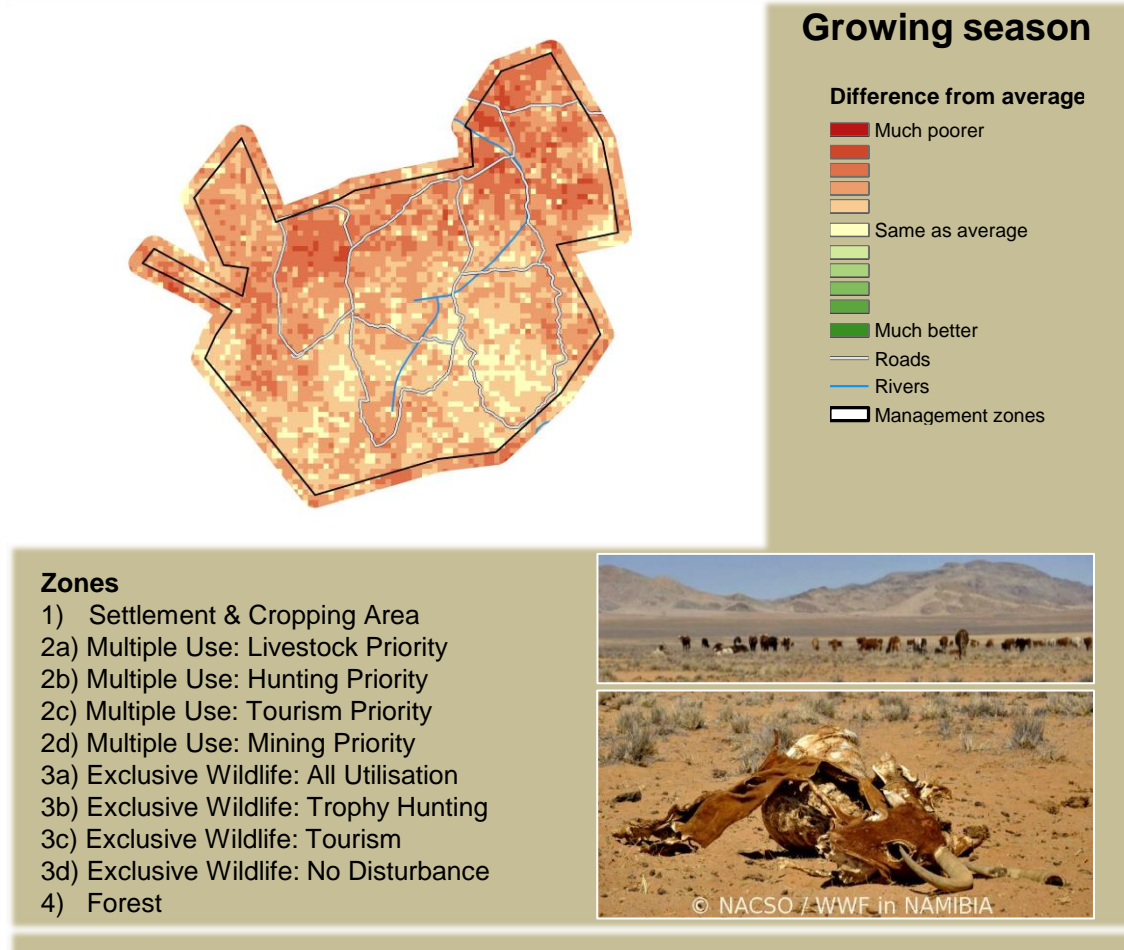 Growing season
Difference from average
Much poorer
Same as average
Much better
Roads
Rivers
Management zones
Zones
1) Settlement & Cropping Area
2a) Multiple Use: Livestock Priority
2b) Multiple Use: Hunting Priority
2c) Multiple Use: Tourism Priority
2d) Multiple Use: Mining Priority
3a) Exclusive Wildlife: All Utilisation
3b) Exclusive Wildlife: Trophy Hunting
3c) Exclusive Wildlife: Tourism
3d) Exclusive Wildlife: No Disturbance
4) Forest
© NACSO / WWF in NAMIBIA